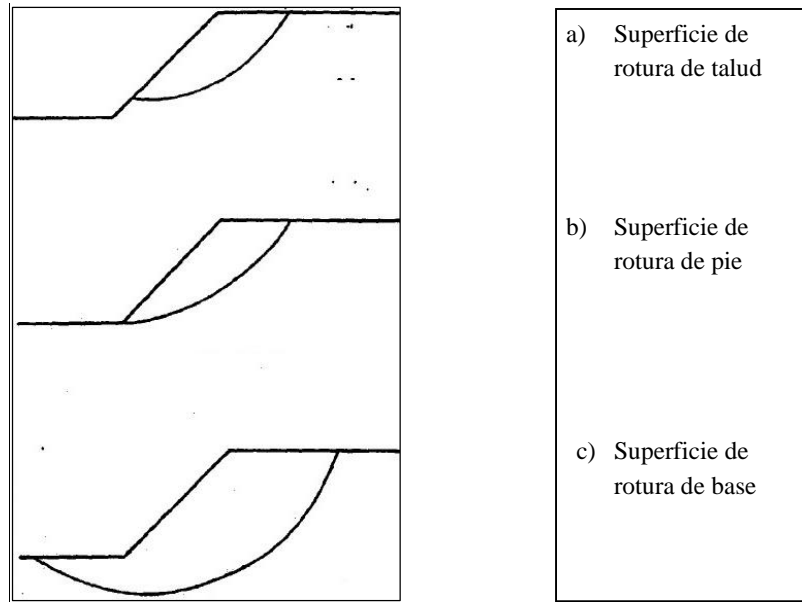 a) Superficie de
rotura de talud
b) Superficie de
rotura de pie
c) Superficie de
rotura de base